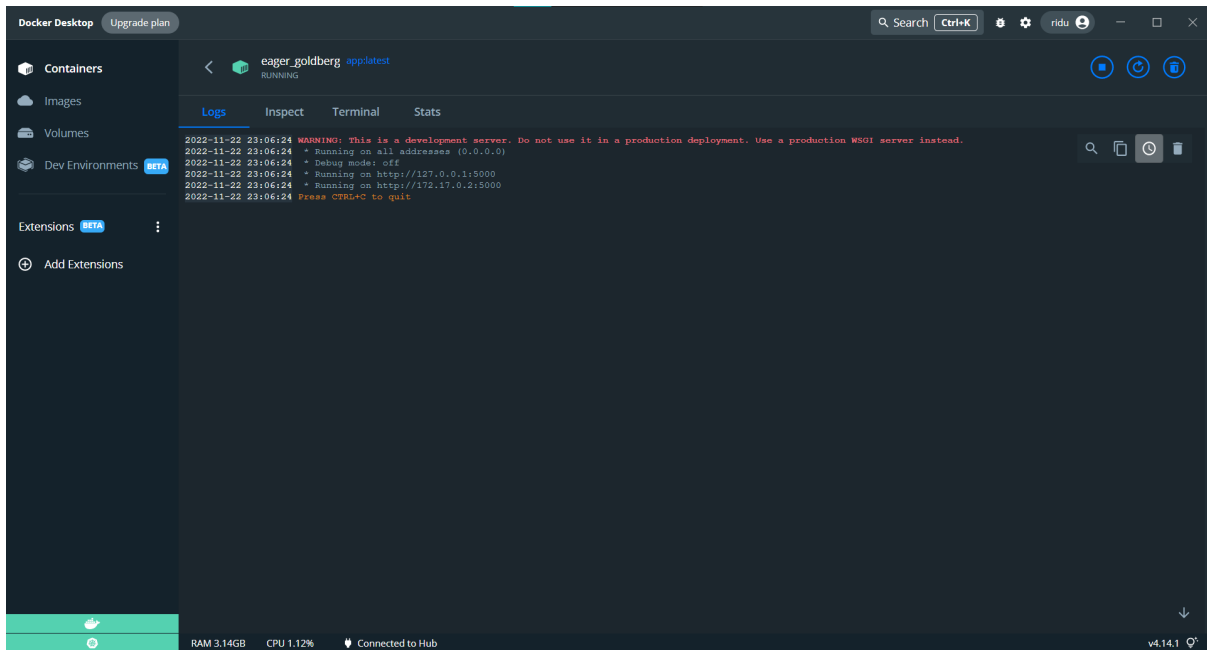 Docker Desktop Upgrade plan Search Ctrl+K ridu
Containers
Images
Volumes
Dev Environments BETA
Extensions BETA
Add Extensions
eager_goldberg app:latest
RUNNING
Logs Inspect Terminal Stats
2022-11-22 23:06:24 WARNING: This is a development server. Do not use it in a production deployment. Use a production WSGI server instead.
2022-11-22 23:06:24 * Running on all addresses (0.0.0.0)
2022-11-22 23:06:24 * Debug mode: off
2022-11-22 23:06:24 * Running on http://127.0.0.1:5000
2022-11-22 23:06:24 * Running on http://172.17.0.2:5000
2022-11-22 23:06:24 Press CTRL+C to quit
RAM 3.14GB CPU 1.12% Connected to Hub v4.14.1